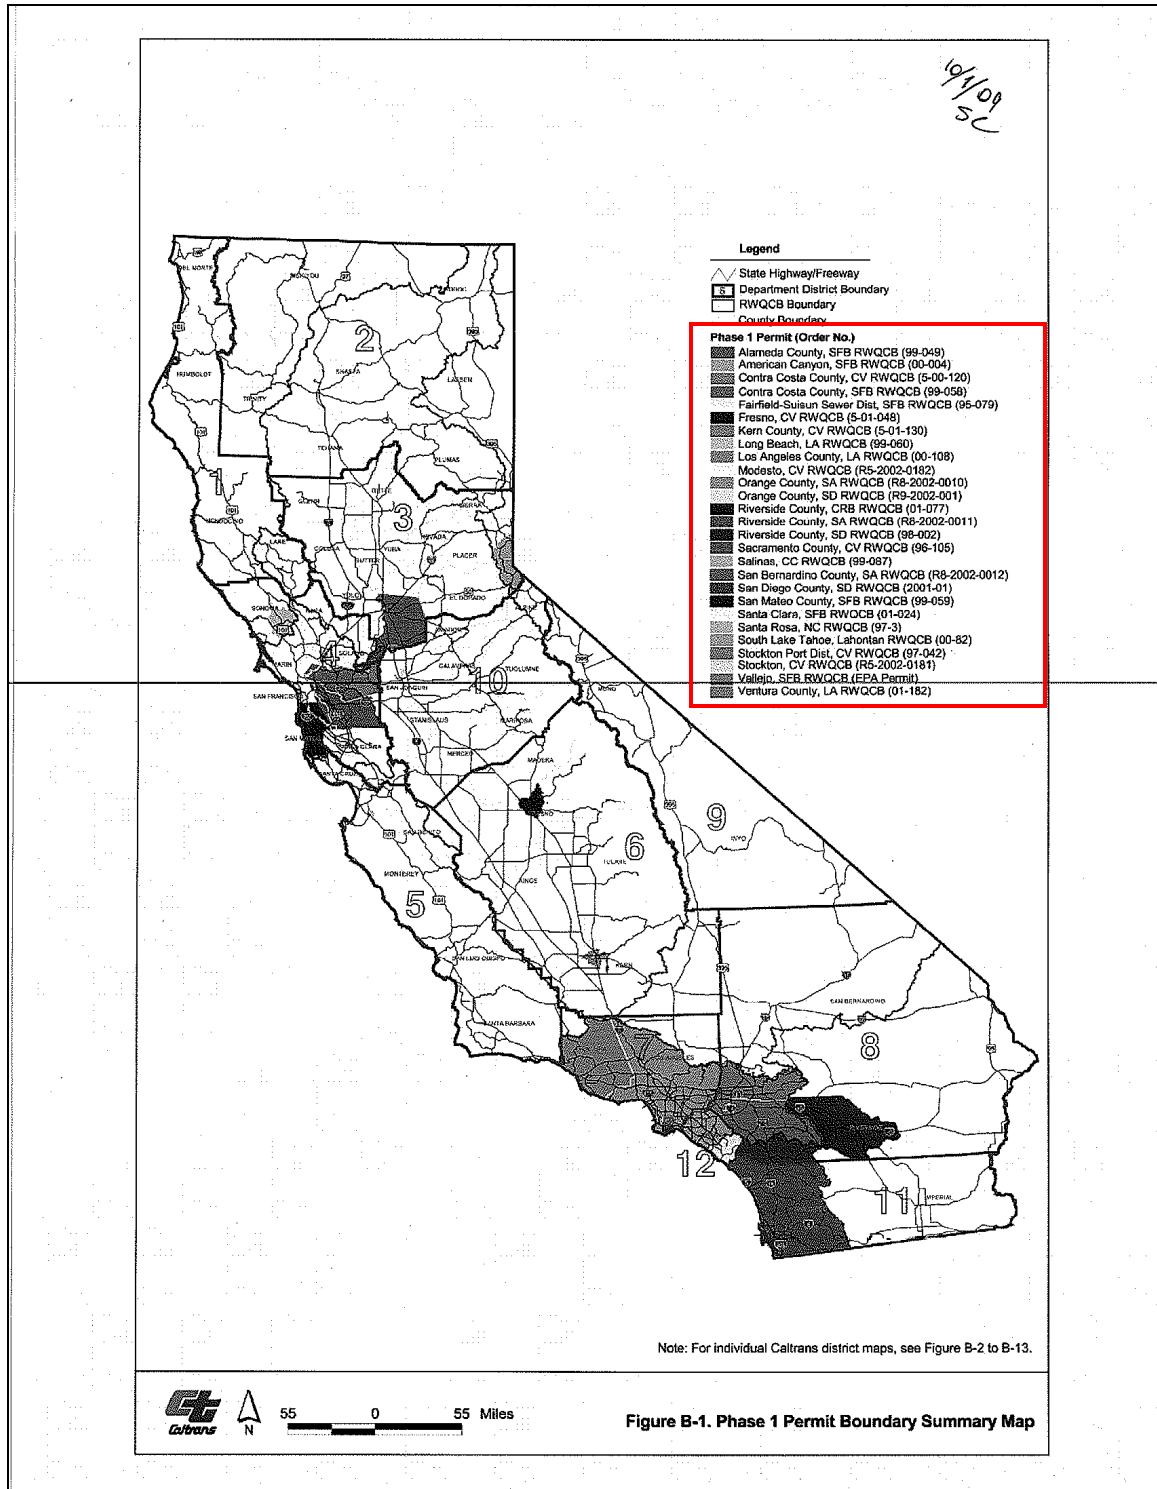 10/1/09
SC
Legend
State Highway/Freeway
Department District Boundary
RWQCB Boundary
County Boundary
Phase 1 Permit (Order No.)
Alameda County, SFB RWQCB (99-049)
American Canyon, SFB RWQCB (00-004)
Contra Costa County, CV RWQCB (5-00-120)
Contra Costa County, SFB RWQCB (99-058)
Fairfield-Suisun Sewer Dist, SFB RWQCB (95-079)
Fresno, CV RWQCB (5-01-048)
Kern County, CV RWQCB (5-01-130)
Long Beach, LA RWQCB (99-060)
Los Angeles County, LA RWQCB (00-108)
Modesto, CV RWQCB (R5-2002-0182)
Orange County, SA RWQCB (R8-2002-0010)
Orange County, SD RWQCB (R9-2002-001)
Riverside County, CRB RWQCB (01-077)
Riverside County, SA RWQCB (R8-2002-0011)
Riverside County, SD RWQCB (98-002)
Sacramento County, CV RWQCB (96-105)
Salinas, CC RWQCB (99-087)
San Bernardino County, SA RWQCB (R8-2002-0012)
San Diego County, SD RWQCB (2001-01)
San Mateo County, SFB RWQCB (99-059)
Santa Clara, SFB RWQCB (01-024)
Santa Rosa, NC RWQCB (97-3)
South Lake Tahoe, Lahontan RWQCB (00-82)
Stockton Port Dist, CV RWQCB (97-042)
Stockton, CV RWQCB (R5-2002-0181)
Vallejo, SFB RWQCB (EPA Permit)
Ventura County, LA RWQCB (01-182)
DEL NORTE
2
HUMBOLDT
SHASTA
LASSEN
TRINITY
TEHAMA
PLUMAS
1
BUTTE
3
MENDOCINO
NEVADA
LAKE
COLUSA
YUBA
PLACER
SUTTER
EL DORADO
SONOMA
4
SOLANO
MARIN
CALAVERAS
TUOLUMNE
10
SAN FRANCISCO
SAN JOAQUIN
MONO
STANISLAUS
MARIPOSA
MERCED
MADERA
SANTA CRUZ
9
INYO
SAN BENITO
6
TULARE
MONTEREY
KINGS
5
SAN LUIS OBISPO
KERN
SAN BERNARDINO
SANTA BARBARA
7
8
12
11
IMPERIAL
Note: For individual Caltrans district maps, see Figure B-2 to B-13.
Caltrans
N
55 0 55 Miles
Figure B-1. Phase 1 Permit Boundary Summary Map